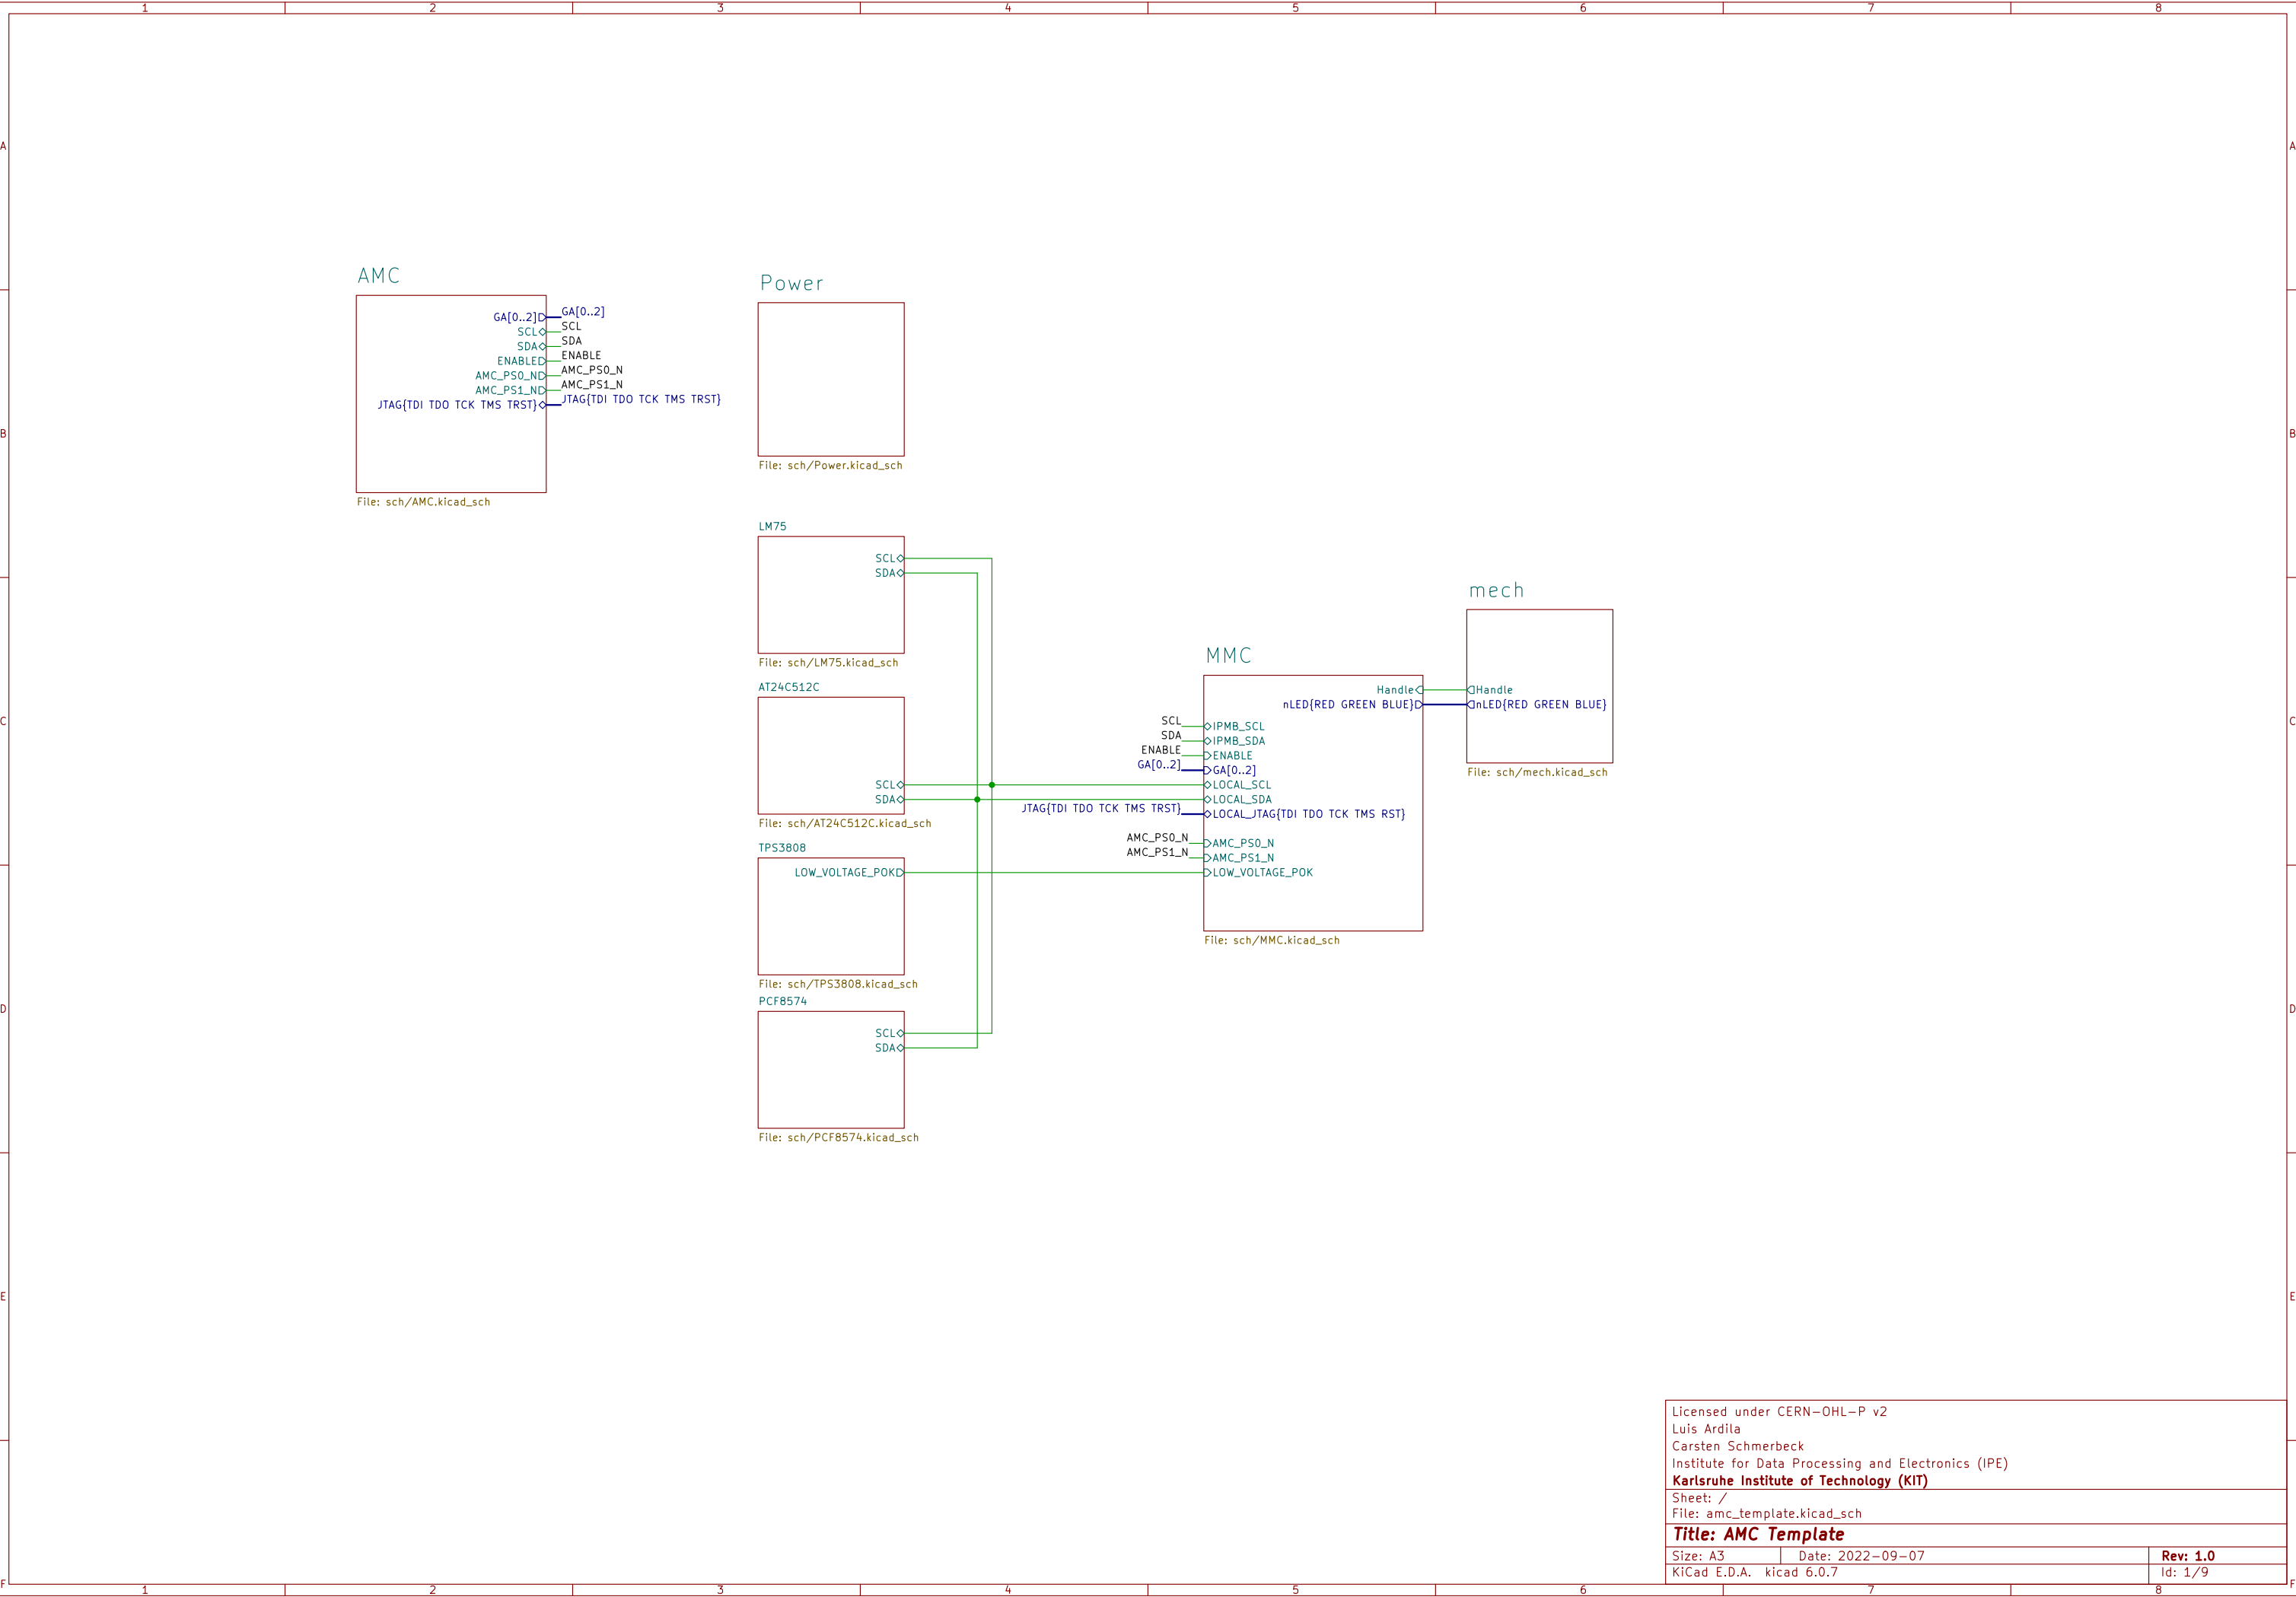 1 2 3 4 5 6 7 8
A A
AMC
GA[0..2] GA[0..2]
SCL SCL
SDA SDA
ENABLE ENABLE
AMC_PS0_N AMC_PS0_N
AMC_PS1_N AMC_PS1_N
JTAG{TDI TDO TCK TMS TRST} JTAG{TDI TDO TCK TMS TRST}
File: sch/AMC.kicad_sch
Power
File: sch/Power.kicad_sch
B B
LM75
SCL
SDA
File: sch/LM75.kicad_sch
AT24C512C
SCL
SDA
File: sch/AT24C512C.kicad_sch
TPS3808
LOW_VOLTAGE_POK
File: sch/TPS3808.kicad_sch
PCF8574
SCL
SDA
File: sch/PCF8574.kicad_sch
MMC
Handle
nLED{RED GREEN BLUE}
SCL IPMB_SCL
SDA IPMB_SDA
ENABLE ENABLE
GA[0..2] GA[0..2]
LOCAL_SCL
LOCAL_SDA
JTAG{TDI TDO TCK TMS TRST} LOCAL_JTAG{TDI TDO TCK TMS RST}
AMC_PS0_N AMC_PS0_N
AMC_PS1_N AMC_PS1_N
LOW_VOLTAGE_POK
File: sch/MMC.kicad_sch
mech
Handle
nLED{RED GREEN BLUE}
File: sch/mech.kicad_sch
C C
D D
E E
Licensed under CERN-OHL-P v2
Luis Ardila
Carsten Schmerbeck
Institute for Data Processing and Electronics (IPE)
Karlsruhe Institute of Technology (KIT)
Sheet: /
File: amc_template.kicad_sch
Title: AMC Template
Size: A3 Date: 2022-09-07 Rev: 1.0
KiCad E.D.A. kicad 6.0.7 Id: 1/9
F F
1 2 3 4 5 6 7 8